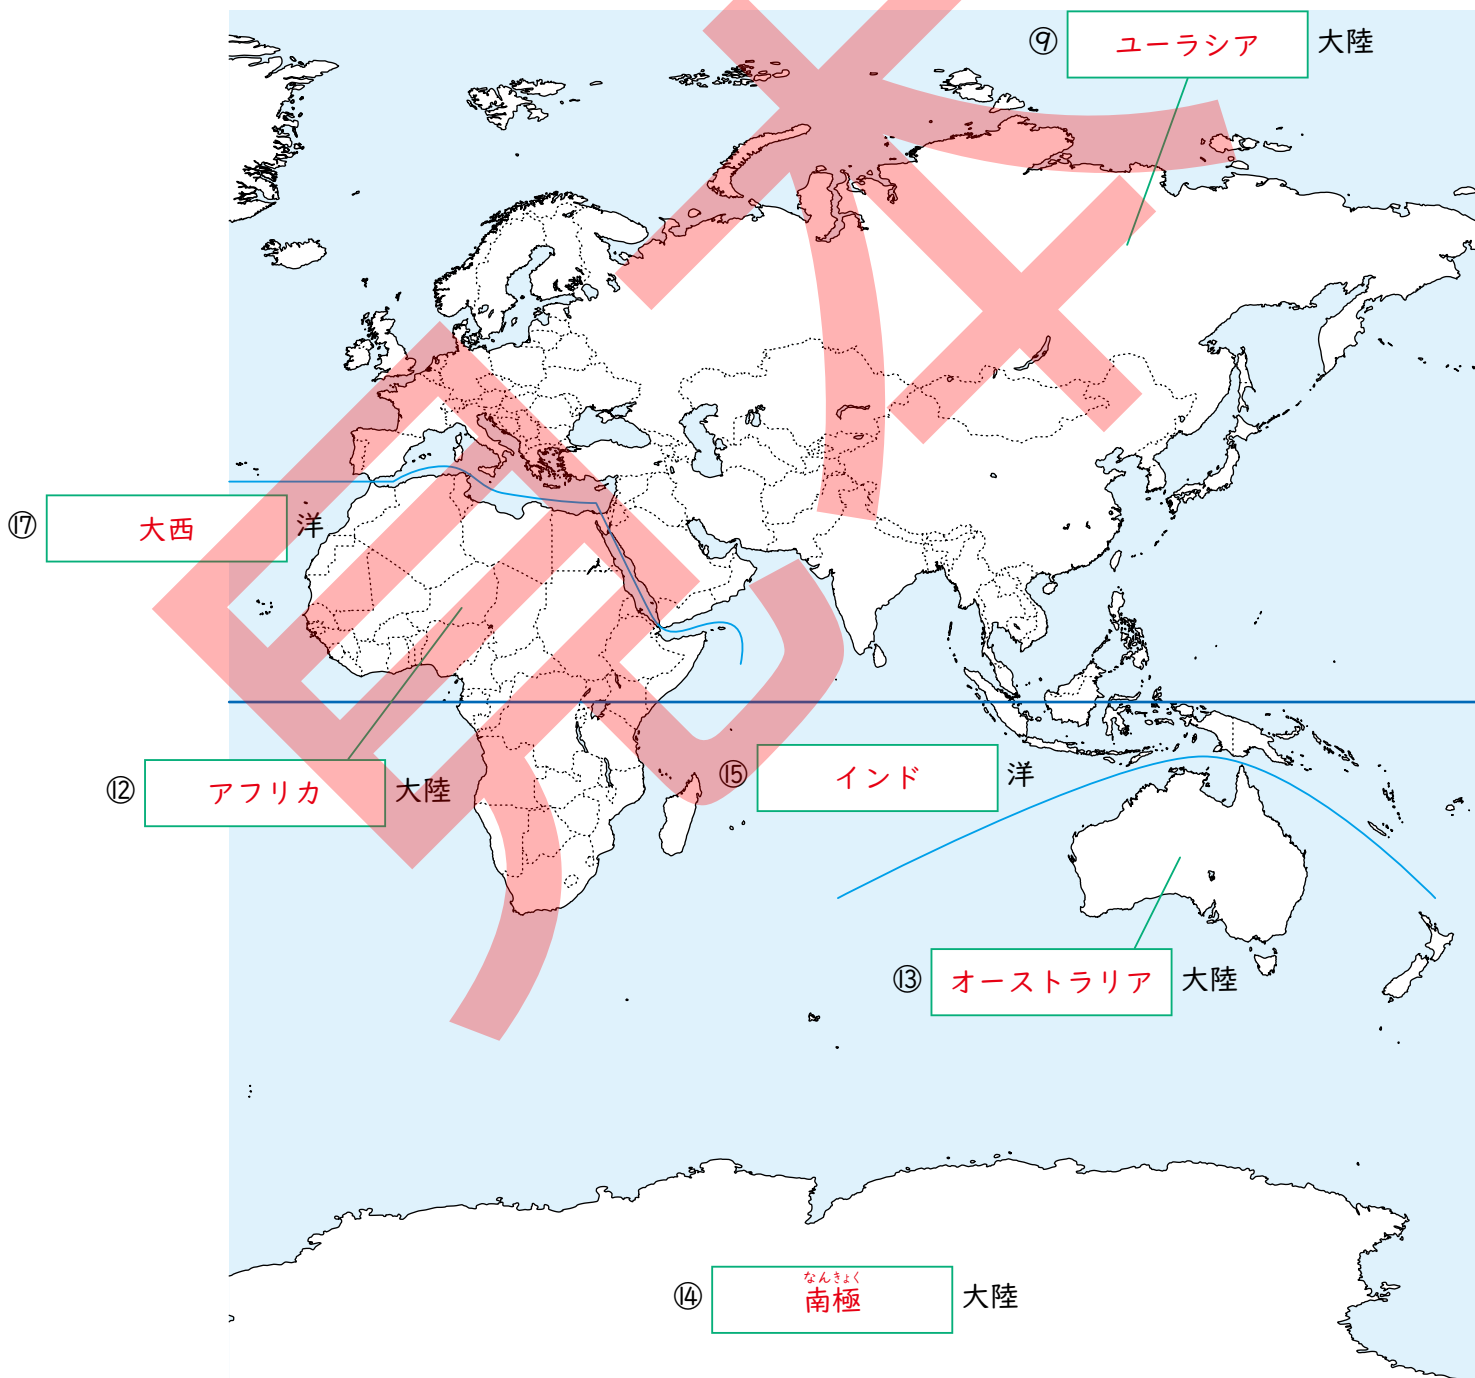 ⑨ ユーラシア 大陸
⑰ 大西 洋
⑫ アフリカ 大陸
⑮ インド 洋
⑬ オーストラリア 大陸
なんきょく
⑭ 南極 大陸